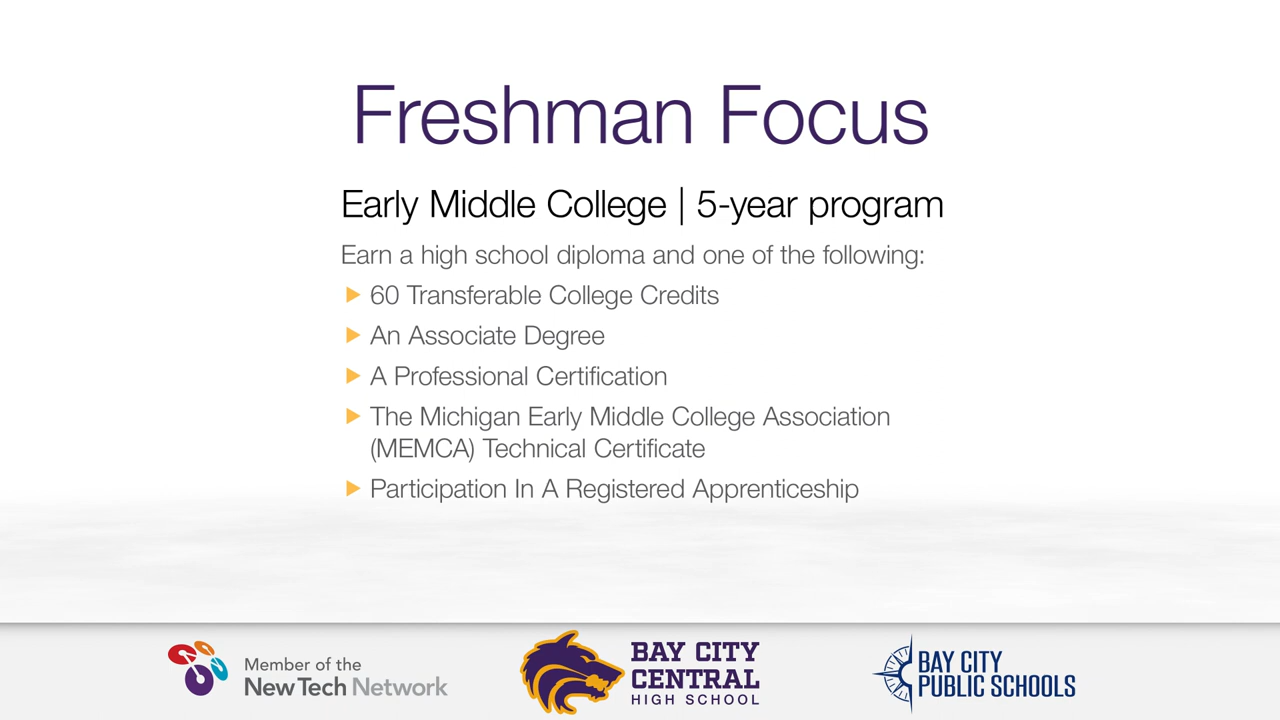 Freshman Focus
Early Middle College | 5-year program
Earn a high school diploma and one of the following:
60 Transferable College Credits
An Associate Degree
A Professional Certification
The Michigan Early Middle College Association
(MEMCA) Technical Certificate
Participation In A Registered Apprenticeship
Member of the
NewTech Network
BAY CITY
CENTRAL
HIGH SCHOOL
BAY CITY
PUBLIC SCHOOLS